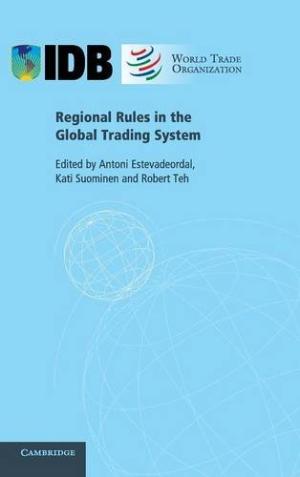 IDB
WORLD TRADE
ORGANIZATION
Regional Rules in the
Global Trading System
Edited by Antoni Estevadeordal,
Kati Suominen and Robert Teh
CAMBRIDGE